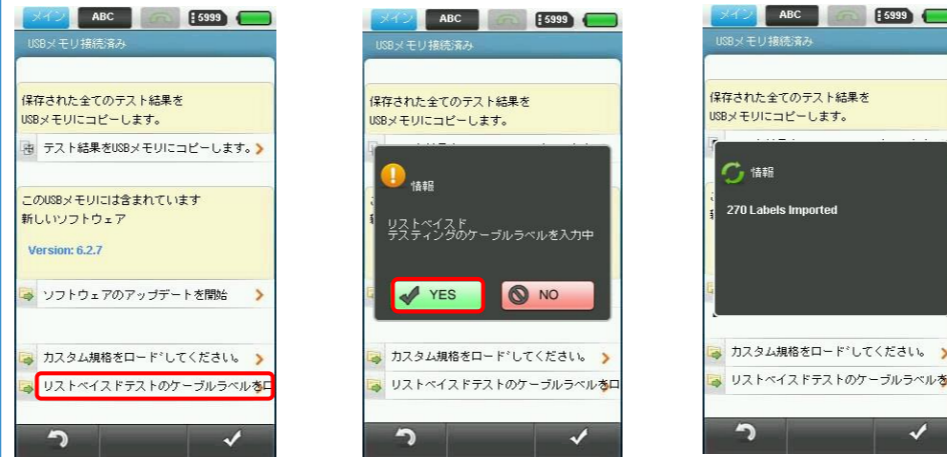 メイン ABC 5999
USBメモリ接続済み
保存された全てのテスト結果を
USBメモリにコピーします。
テスト結果をUSBメモリにコピーします。
このUSBメモリには含まれています
新しいソフトウェア
Version: 6.2.7
ソフトウェアのアップデートを開始
カスタム規格をロードしてください。
リストベイスドテストのケーブルラベルをロ
メイン ABC 5999
USBメモリ接続済み
保存された全てのテスト結果を
USBメモリにコピーします。
情報
リストベイスド
テスティングのケーブルラベルを入力中
YES NO
カスタム規格をロードしてください。
リストベイスドテストのケーブルラベルをロ
メイン ABC 5999
USBメモリ接続済み
保存された全てのテスト結果を
USBメモリにコピーします。
情報
270 Labels Imported
カスタム規格をロードしてください。
リストベイスドテストのケーブルラベルを